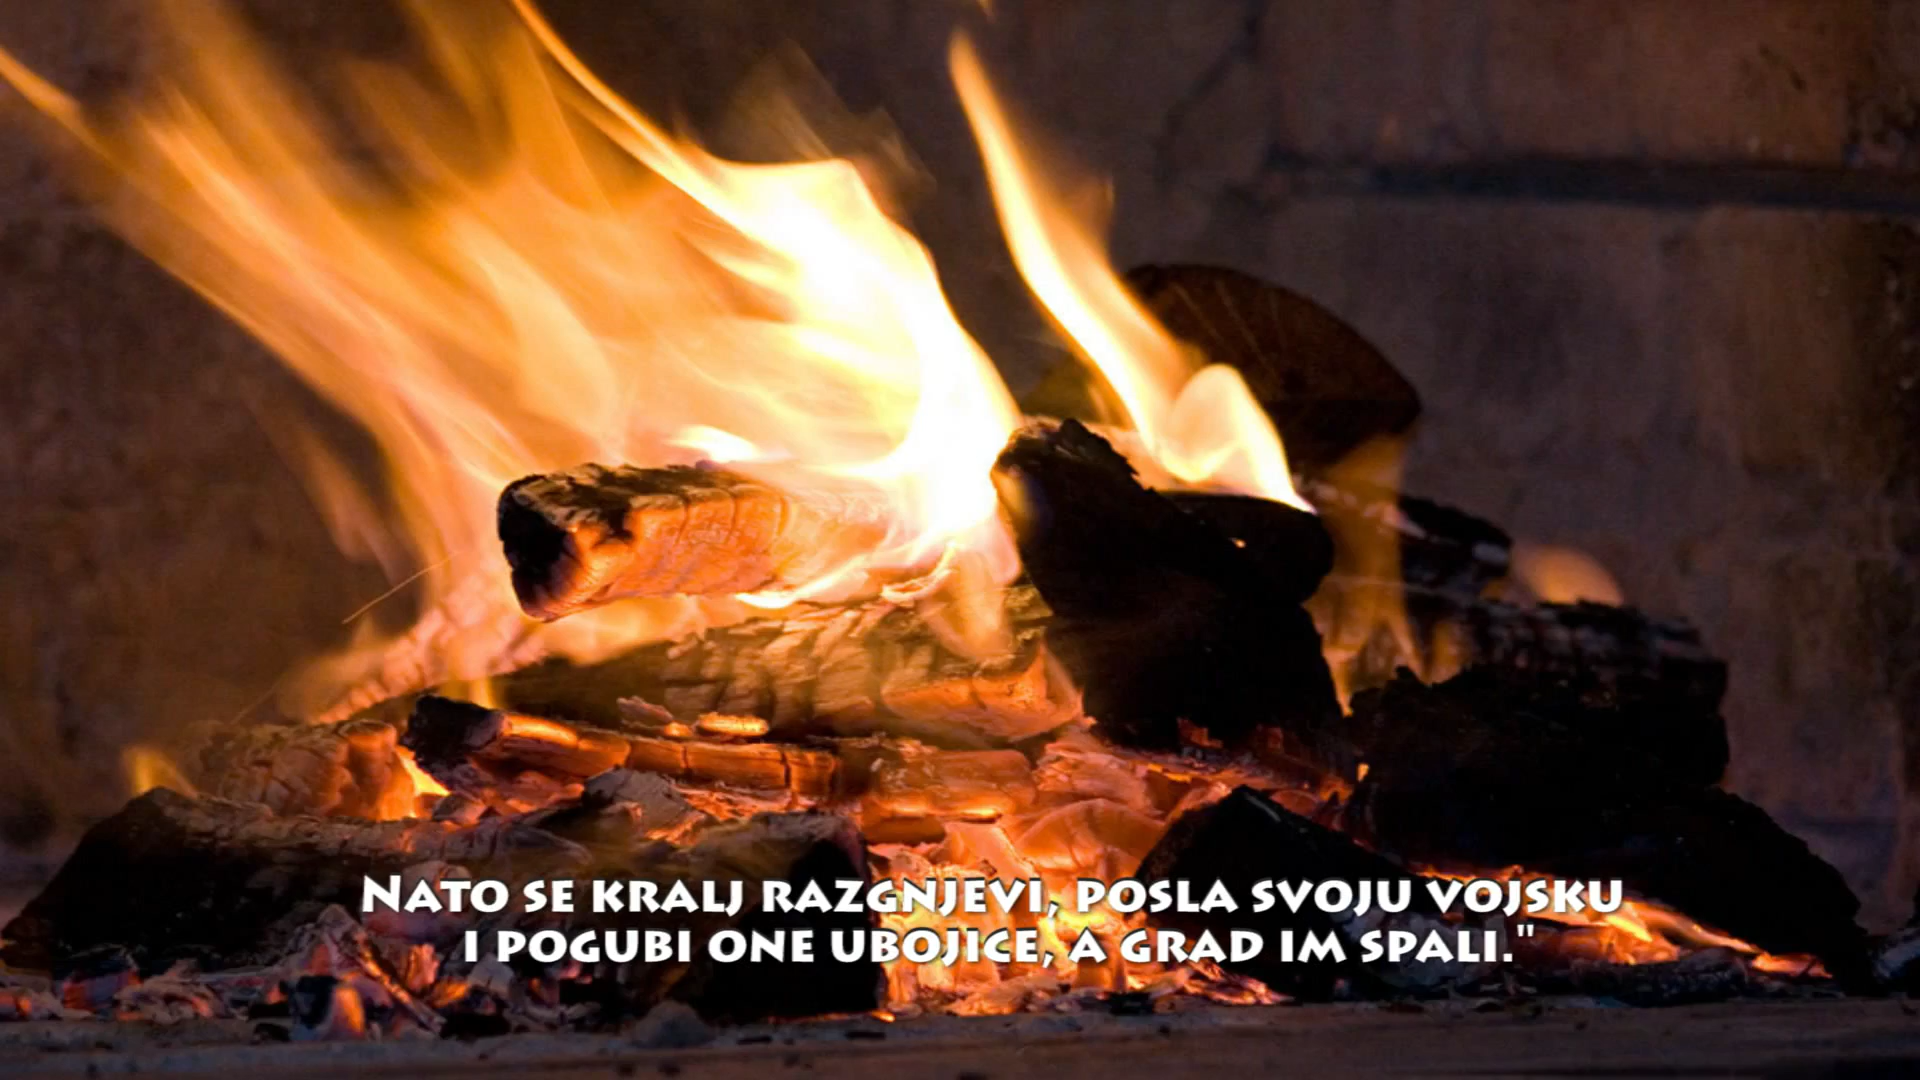 Nato se kralj razgnjevi, posla svoju vojsku
i pogubi one ubojice, a grad im spali."